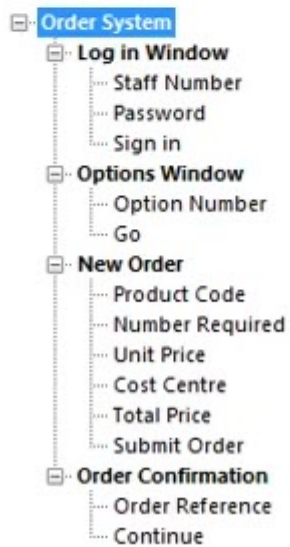 Order System
Log in Window
Staff Number
Password
Sign in
Options Window
Option Number
Go
New Order
Product Code
Number Required
Unit Price
Cost Centre
Total Price
Submit Order
Order Confirmation
Order Reference
Continue